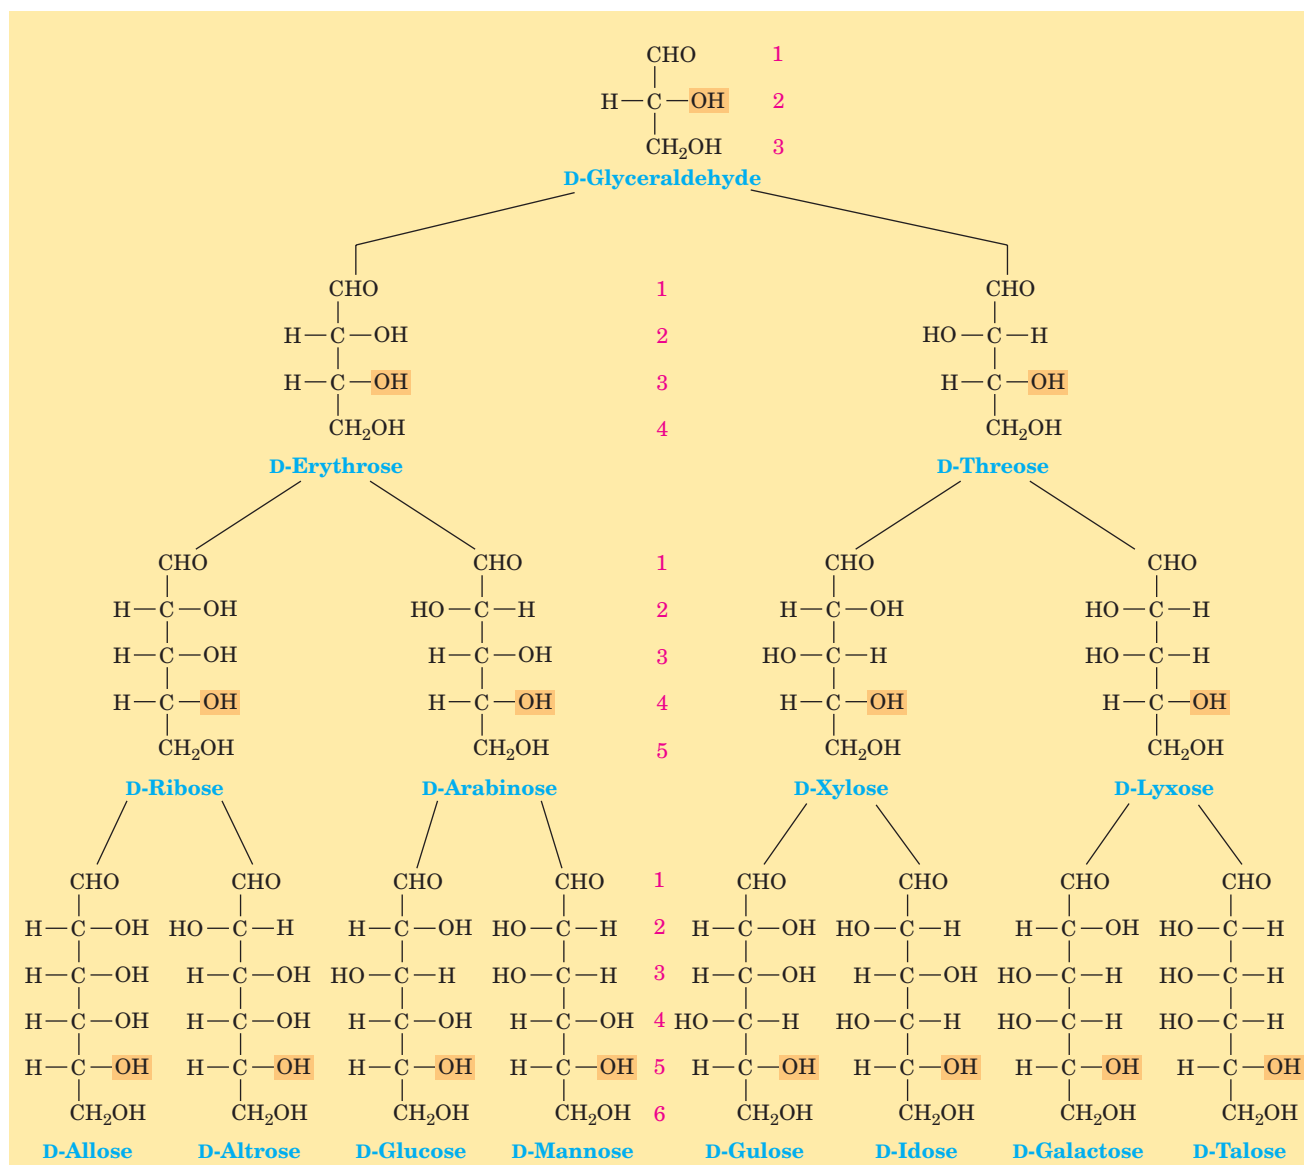 CHO 1
H—C—OH 2
CH₂OH 3
D-Glyceraldehyde
CHO 1 CHO
H—C—OH 2 HO—C—H
H—C—OH 3 H—C—OH
CH₂OH 4 CH₂OH
D-Erythrose D-Threose
CHO CHO 1 CHO CHO
H—C—OH HO—C—H 2 H—C—OH HO—C—H
H—C—OH H—C—OH 3 HO—C—H HO—C—H
H—C—OH H—C—OH 4 H—C—OH H—C—OH
CH₂OH CH₂OH 5 CH₂OH CH₂OH
D-Ribose D-Arabinose D-Xylose D-Lyxose
CHO CHO CHO CHO 1 CHO CHO CHO CHO
H—C—OH HO—C—H H—C—OH HO—C—H 2 H—C—OH HO—C—H H—C—OH HO—C—H
H—C—OH H—C—OH HO—C—H HO—C—H 3 H—C—OH H—C—OH HO—C—H HO—C—H
H—C—OH H—C—OH H—C—OH H—C—OH 4 HO—C—H HO—C—H HO—C—H HO—C—H
H—C—OH H—C—OH H—C—OH H—C—OH 5 H—C—OH H—C—OH H—C—OH H—C—OH
CH₂OH CH₂OH CH₂OH CH₂OH 6 CH₂OH CH₂OH CH₂OH CH₂OH
D-Allose D-Altrose D-Glucose D-Mannose D-Gulose D-Idose D-Galactose D-Talose